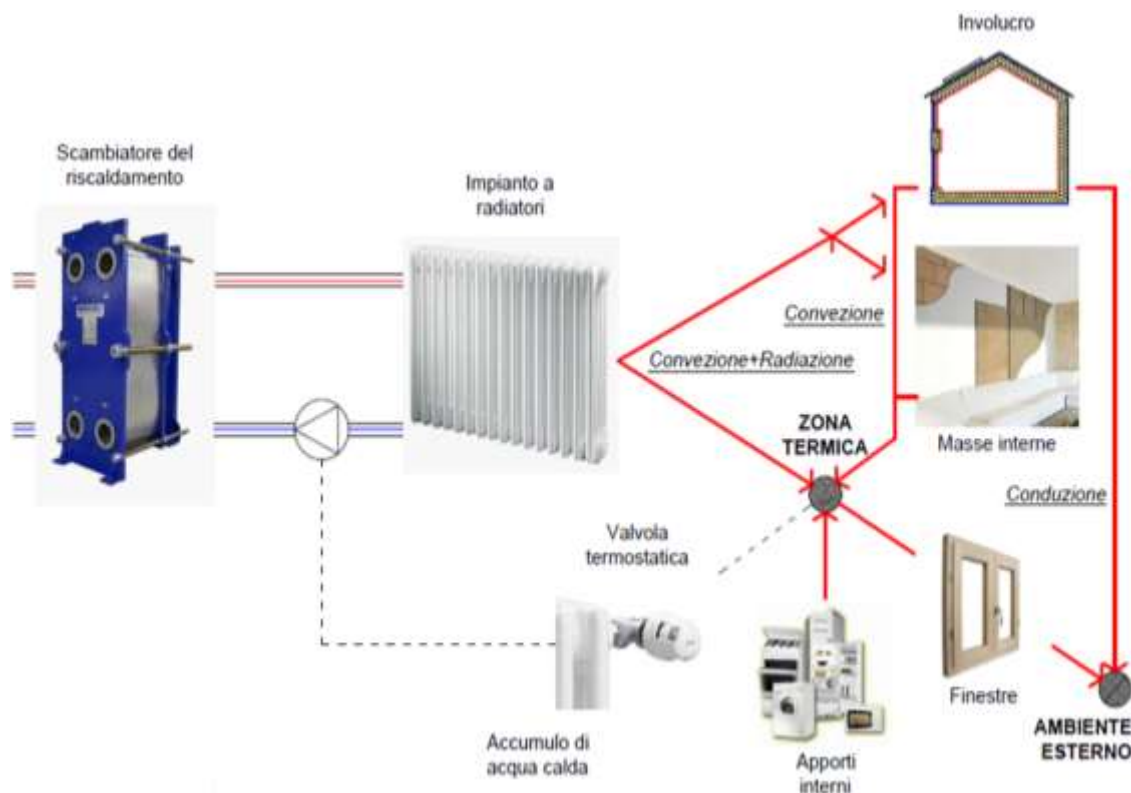 Involucro
Scambiatore del
riscaldamento
Impianto a
radiatori
Convezione
Convezione+Radiazione
ZONA
TERMICA
Masse interne
Conduzione
Valvola
termostatica
Finestre
Accumulo di
acqua calda
Apporti
interni
AMBIENTE
ESTERNO